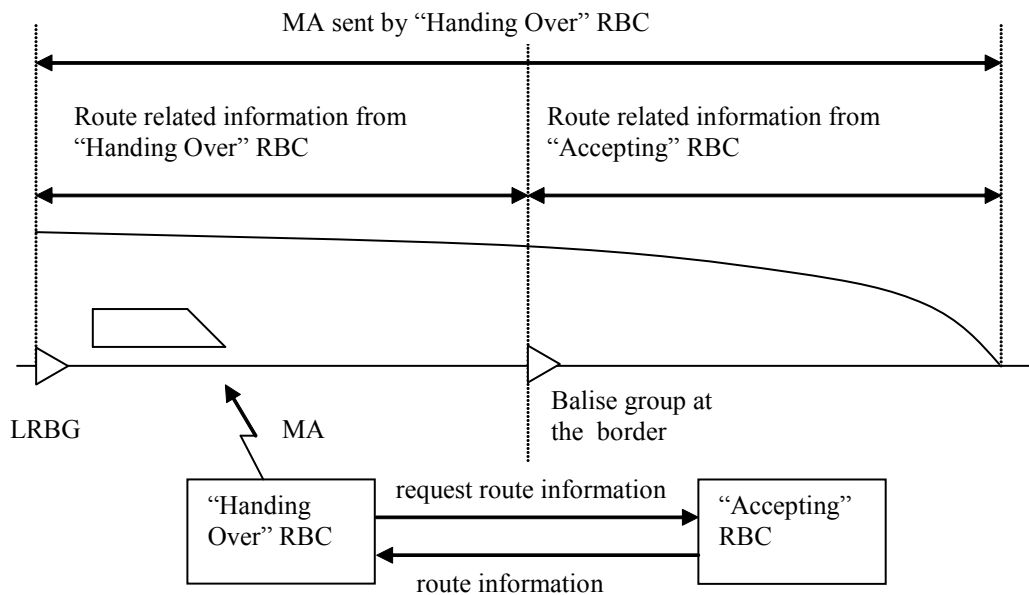 MA sent by “Handing Over” RBC
Route related information from
“Handing Over” RBC
Route related information from
“Accepting” RBC
LRBG
MA
Balise group at
the border
“Handing
Over” RBC
request route information
route information
“Accepting”
RBC